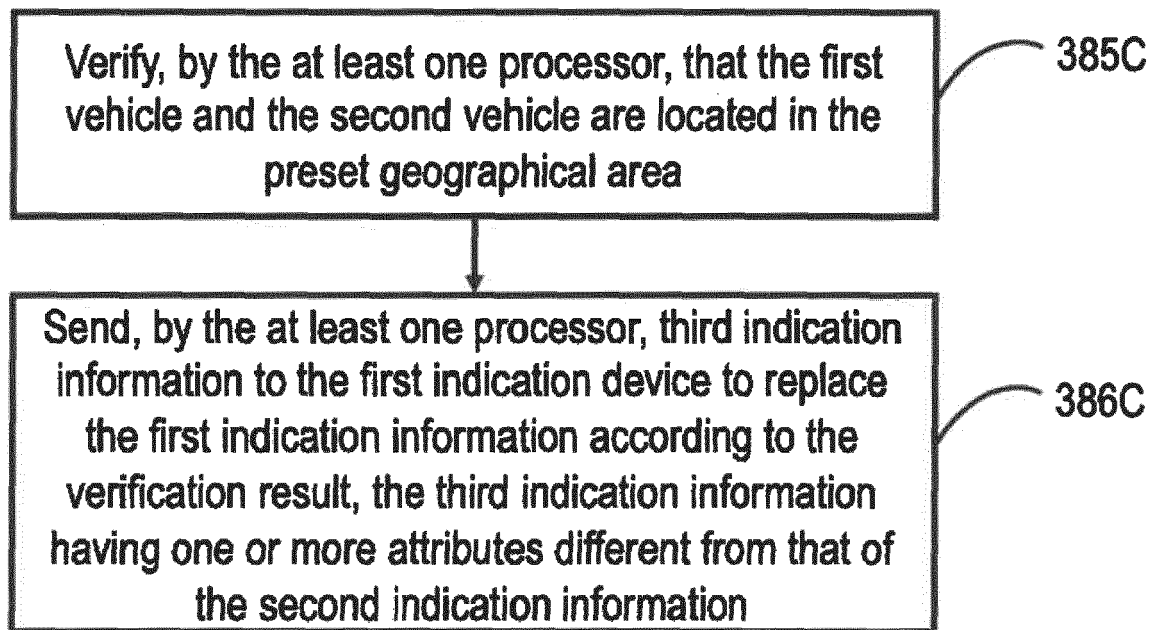 Verify, by the at least one processor, that the first
vehicle and the second vehicle are located in the
preset geographical area
385C
Send, by the at least one processor, third indication
information to the first indication device to replace
the first indication information according to the
verification result, the third indication information
having one or more attributes different from that of
the second indication information
386C